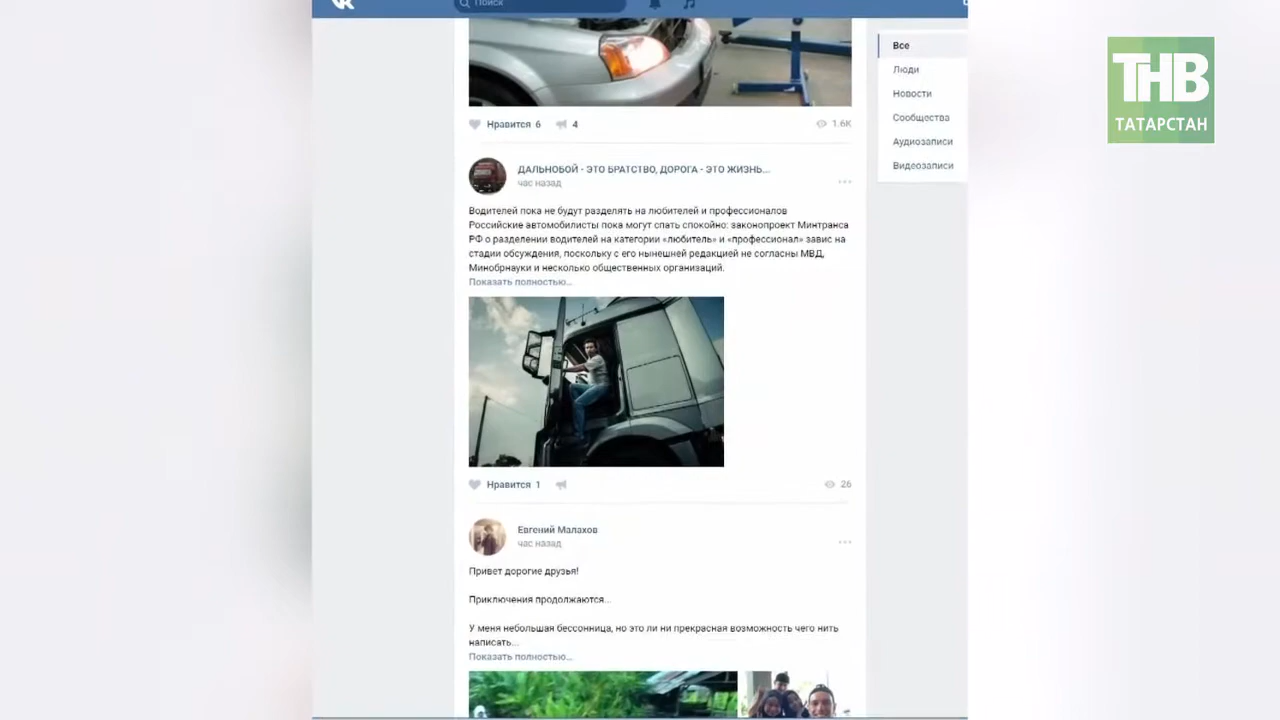 Поиск
Все
Люди
Новости
Сообщества
Аудиозаписи
Видеозаписи
ТНВ
ТАТАРСТАН
Нравится 6 4 1.6K
ДАЛЬНОБОЙ - ЭТО БРАТСТВО, ДОРОГА - ЭТО ЖИЗНЬ...
час назад
Водителей пока не будут разделять на любителей и профессионалов
Российские автомобилисты пока могут спать спокойно: законопроект Минтранса
РФ о разделении водителей на категории «любитель» и «профессионал» завис на
стадии обсуждения, поскольку с его нынешней редакцией не согласны МВД,
Минобрнауки и несколько общественных организаций.
Показать полностью...
Нравится 1 26
Евгений Малахов
час назад
Привет дорогие друзья!
Приключения продолжаются...
У меня небольшая бессонница, но это ли ни прекрасная возможность чего нить
написать...
Показать полностью...